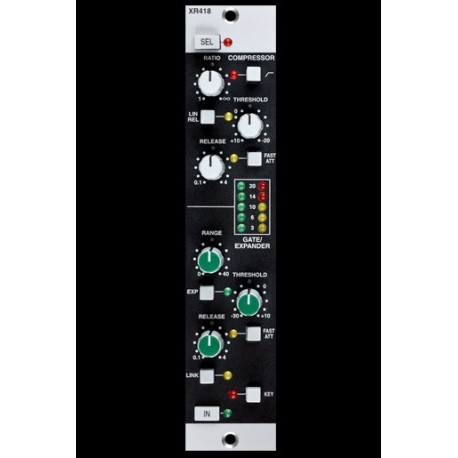 XR418
SEL
RATIO
COMPRESSOR
1 ∞
THRESHOLD
LIN
REL
0
+10 -20
RELEASE
FAST
ATT
0.1 4
20
14
10
6
3
GATE/
EXPANDER
RANGE
0 40
THRESHOLD
EXP
0
-30 +10
RELEASE
FAST
ATT
0.1 4
LINK
KEY
IN